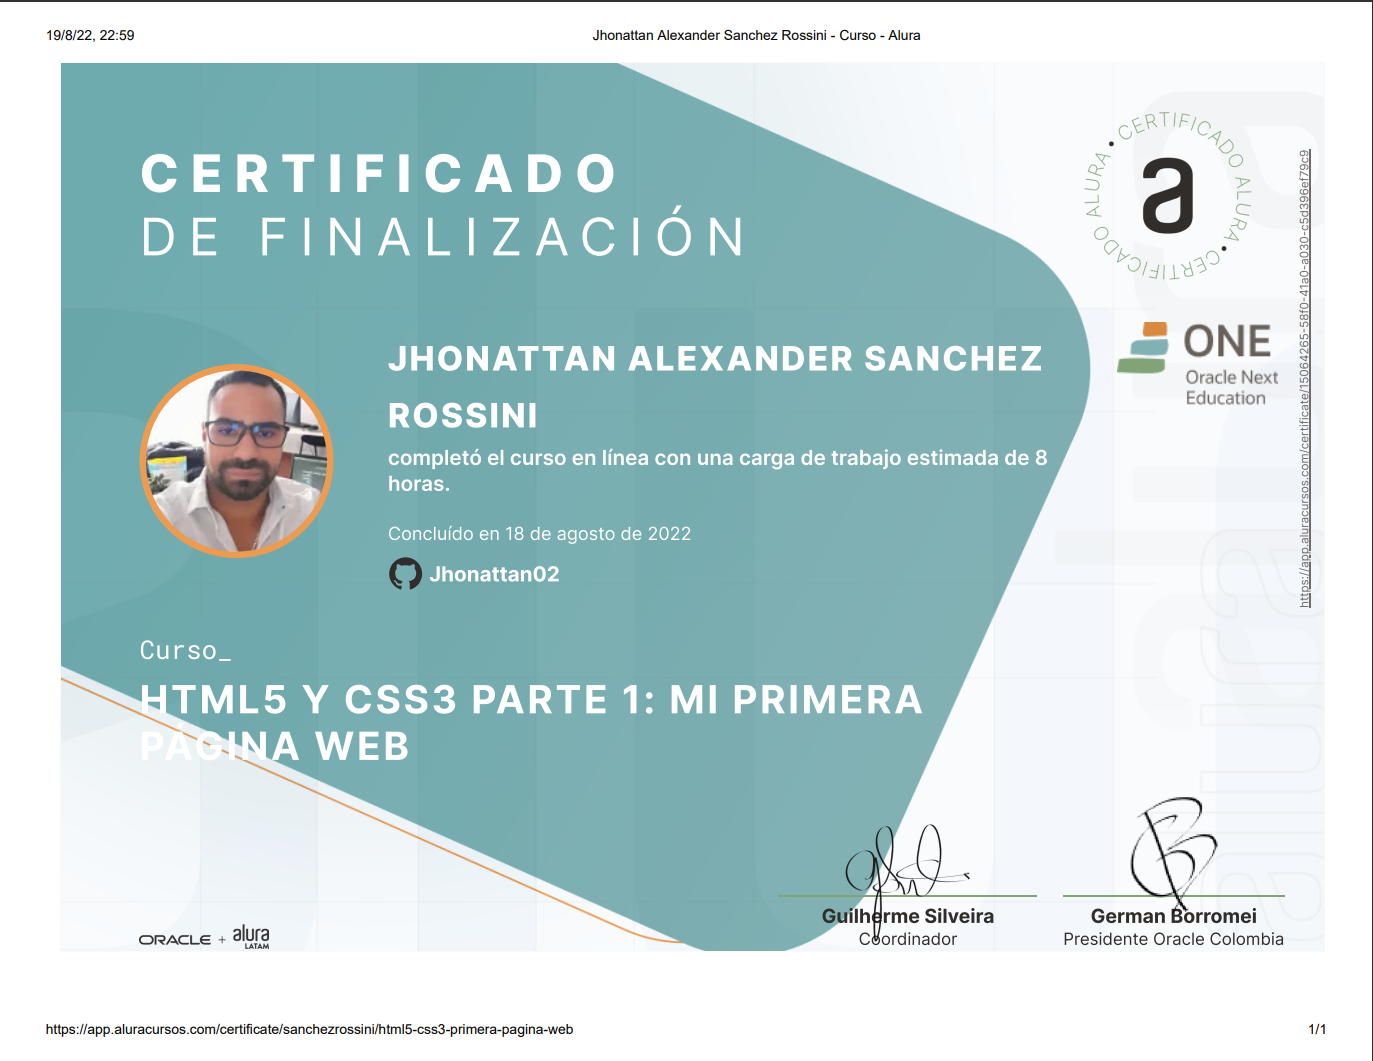 19/8/22, 22:59
Jhonattan Alexander Sanchez Rossini - Curso - Alura
CERTIFICADO
DE FINALIZACIÓN
CERTIFICADO ALURA • CERTIFICADO ALURA •
a
ONE
Oracle Next
Education
https://app.aluracursos.com/certificate/15064265-58f0-41a0-a030-c5d396ef79c9
JHONATTAN ALEXANDER SANCHEZ
ROSSINI
completó el curso en línea con una carga de trabajo estimada de 8
horas.
Concluído en 18 de agosto de 2022
Jhonattan02
Curso_
HTML5 Y CSS3 PARTE 1: MI PRIMERA
PÁGINA WEB
alura
Guilherme Silveira
Coordinador
German Borromei
Presidente Oracle Colombia
ORACLE + alura
LATAM
https://app.aluracursos.com/certificate/sanchezrossini/html5-css3-primera-pagina-web
1/1